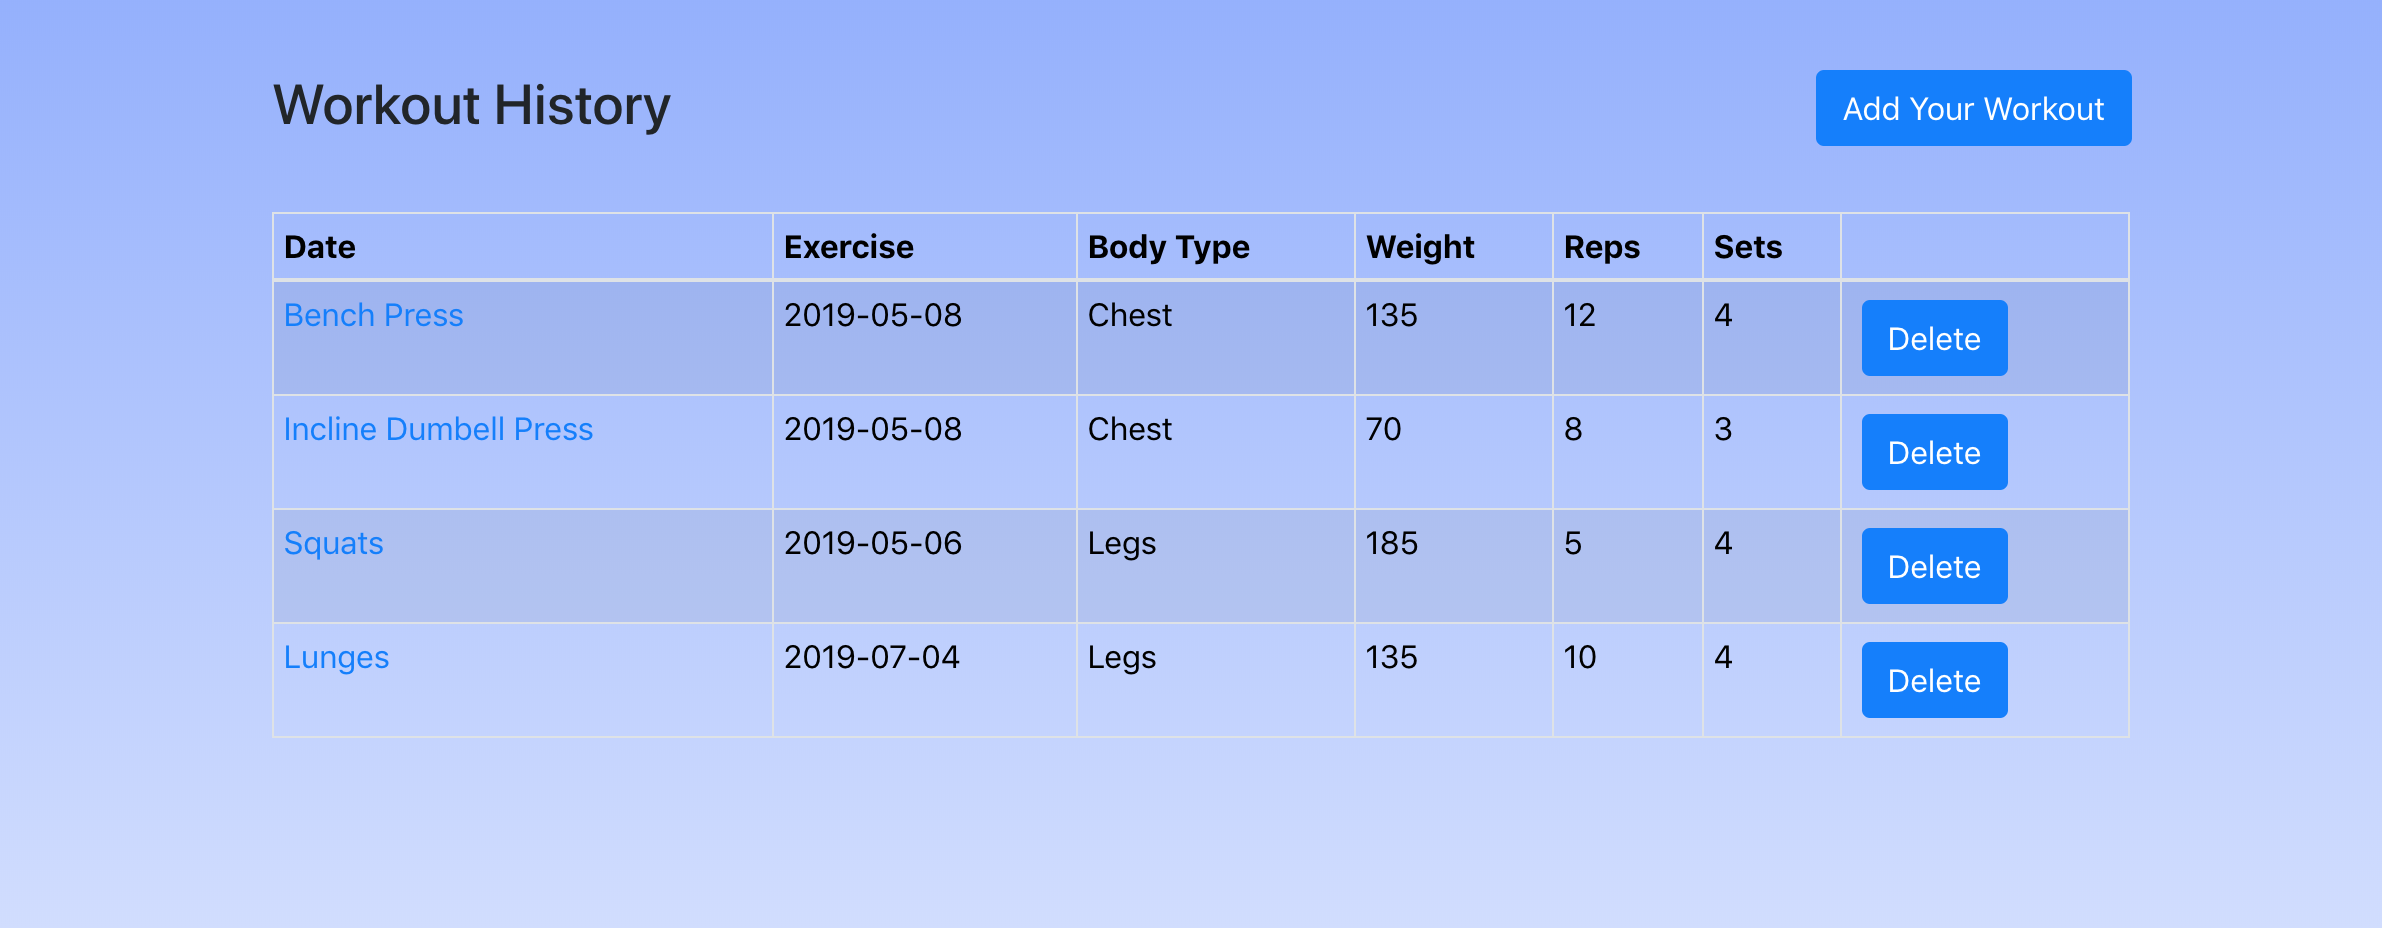 Workout History
Add Your Workout
Date Exercise Body Type Weight Reps Sets
Bench Press 2019-05-08 Chest 135 12 4 Delete
Incline Dumbell Press 2019-05-08 Chest 70 8 3 Delete
Squats 2019-05-06 Legs 185 5 4 Delete
Lunges 2019-07-04 Legs 135 10 4 Delete